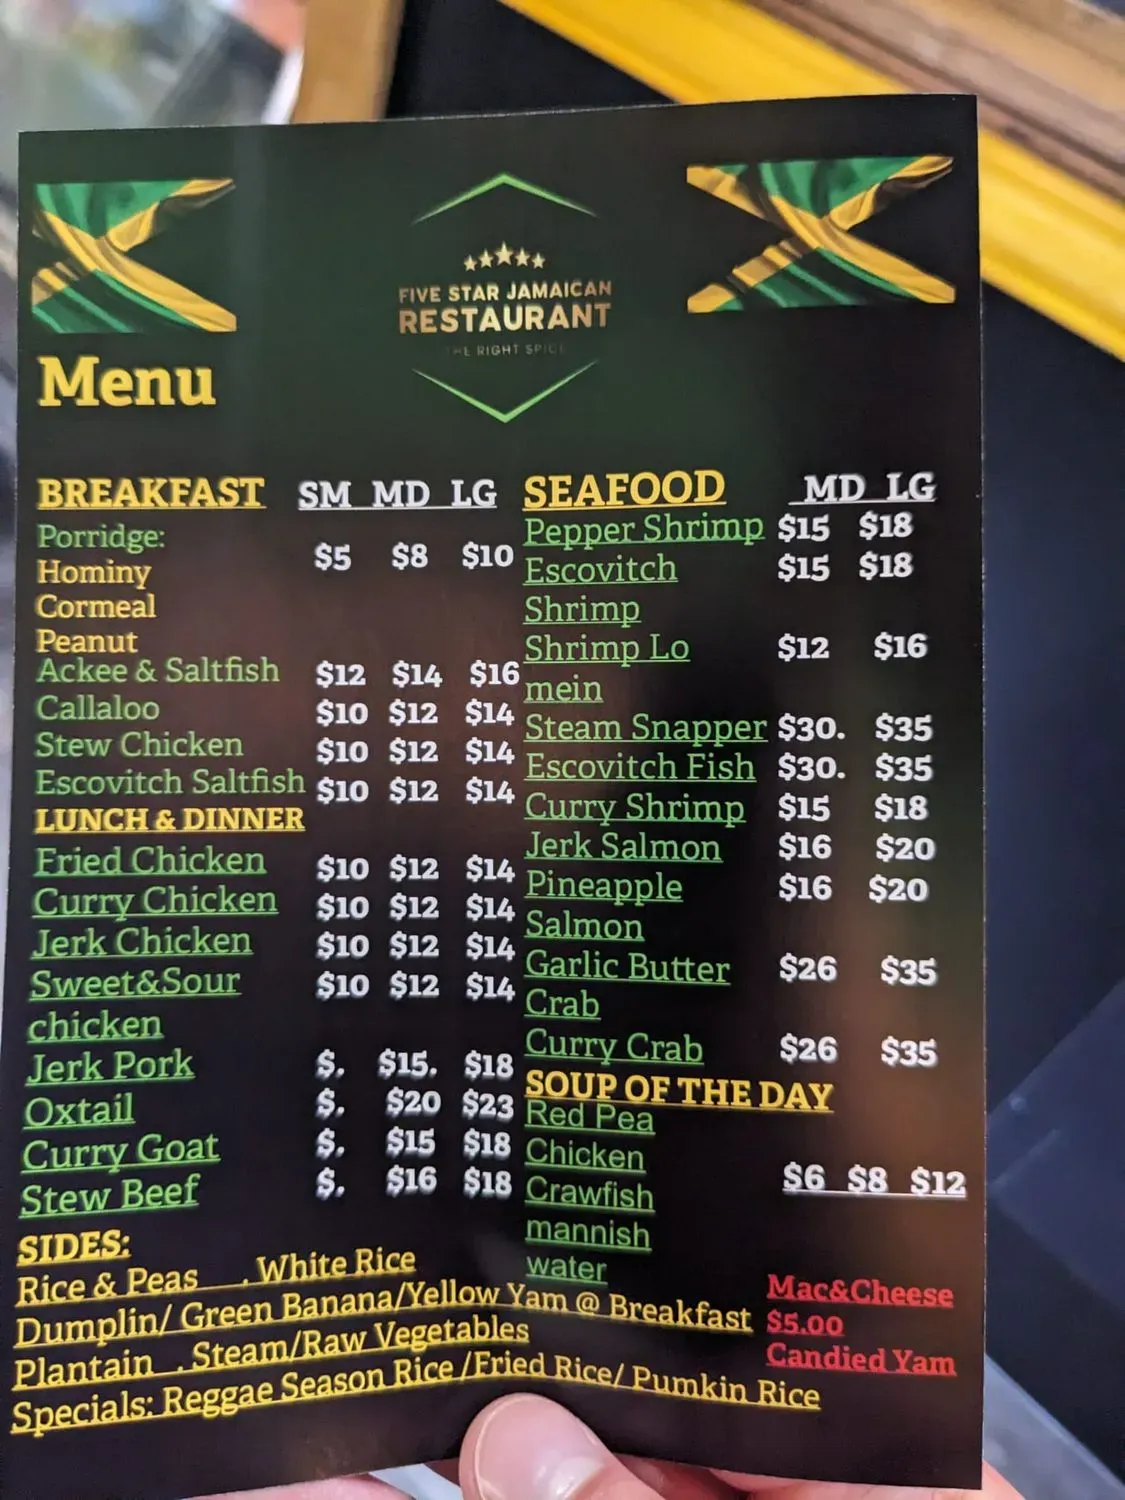 FIVE STAR JAMAICAN
RESTAURANT
THE RIGHT SPICE
Menu
BREAKFAST SM MD LG
Porridge:
$5 $8 $10
Hominy
Cormeal
Peanut
Ackee & Saltfish $12 $14 $16
Callaloo $10 $12 $14
Stew Chicken $10 $12 $14
Escovitch Saltfish $10 $12 $14
LUNCH & DINNER
Fried Chicken $10 $12 $14
Curry Chicken $10 $12 $14
Jerk Chicken $10 $12 $14
Sweet&Sour $10 $12 $14
chicken
Jerk Pork $. $15. $18
Oxtail $. $20 $23
Curry Goat $. $15 $18
Stew Beef $. $16 $18
SEAFOOD MD LG
Pepper Shrimp $15 $18
Escovitch $15 $18
Shrimp
Shrimp Lo $12 $16
mein
Steam Snapper $30. $35
Escovitch Fish $30. $35
Curry Shrimp $15 $18
Jerk Salmon $16 $20
Pineapple $16 $20
Salmon
Garlic Butter $26 $35
Crab
Curry Crab $26 $35
SOUP OF THE DAY
Red Pea
Chicken
$6 $8 $12
Crawfish
mannish
water
SIDES:
Rice & Peas . White Rice
Dumplin/ Green Banana/Yellow Yam @ Breakfast
Plantain . Steam/Raw Vegetables
Specials: Reggae Season Rice /Fried Rice/ Pumkin Rice
Mac&Cheese
$5.00
Candied Yam